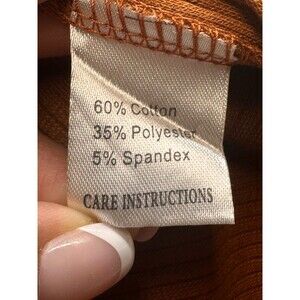 60% Cotton
35% Polyester
5% Spandex
CARE INSTRUCTIONS